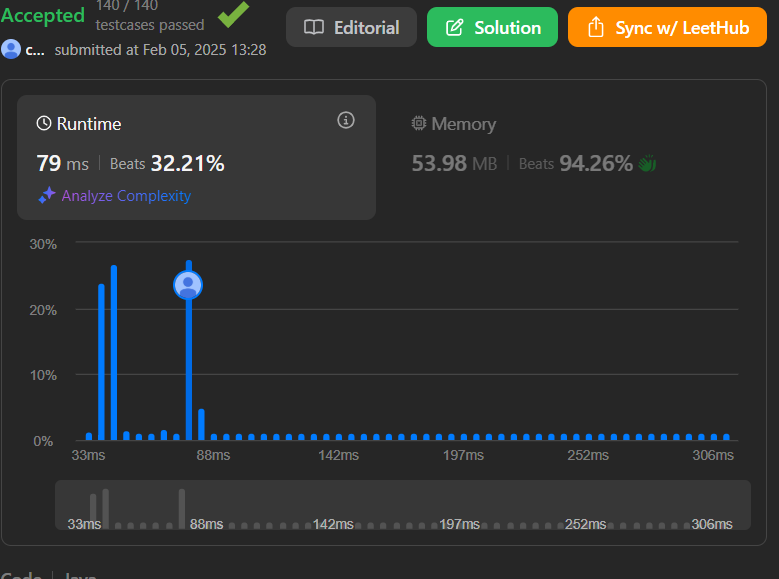 Accepted 140 / 140 testcases passed
Editorial
Solution
Sync w/ LeetHub
c... submitted at Feb 05, 2025 13:28
Runtime
Memory
79 ms Beats 32.21%
53.98 MB Beats 94.26%
Analyze Complexity
30%
20%
10%
0%
33ms 88ms 142ms 197ms 252ms 306ms
33ms 88ms 142ms 197ms 252ms 306ms
Code Java